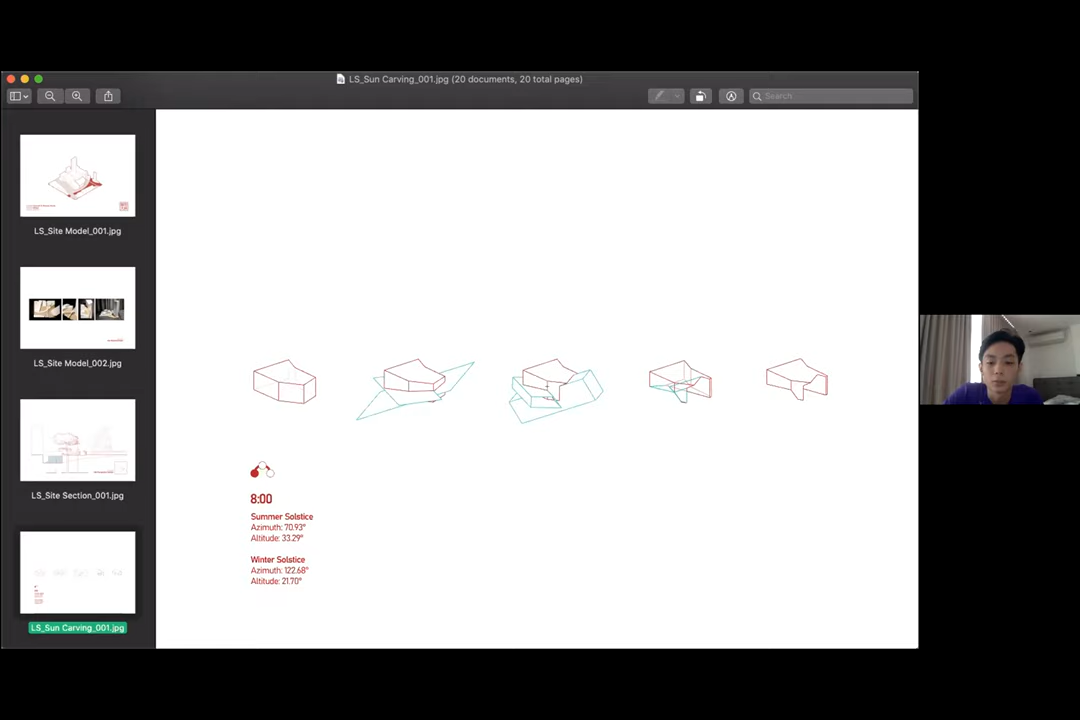 LS_Sun Carving_001.jpg (20 documents, 20 total pages)
Search
LS_Site Model_001.jpg
LS_Site Model_002.jpg
LS_Site Section_001.jpg
LS_Sun Carving_001.jpg
8:00
Summer Solstice
Azimuth: 70.93°
Altitude: 33.29°
Winter Solstice
Azimuth: 122.68°
Altitude: 21.70°